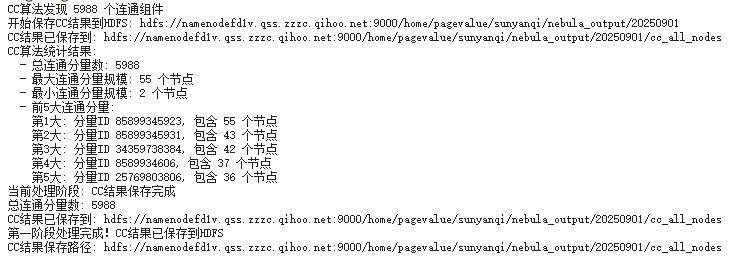 CC算法发现 5988 个连通组件
开始保存CC结果到HDFS: hdfs://namenodefd1v.qss.zzzc.qihoo.net:9000/home/pagevalue/sunyanqi/nebula_output/20250901
CC结果已保存到: hdfs://namenodefd1v.qss.zzzc.qihoo.net:9000/home/pagevalue/sunyanqi/nebula_output/20250901/cc_all_nodes
CC算法统计结果:
- 总连通分量数: 5988
- 最大连通分量规模: 55 个节点
- 最小连通分量规模: 2 个节点
- 前5大连通分量:
第1大: 分量ID 85899345923, 包含 55 个节点
第2大: 分量ID 85899345931, 包含 43 个节点
第3大: 分量ID 34359738384, 包含 42 个节点
第4大: 分量ID 8589934606, 包含 37 个节点
第5大: 分量ID 25769803806, 包含 36 个节点
当前处理阶段: CC结果保存完成
总连通分量数: 5988
CC结果已保存到: hdfs://namenodefd1v.qss.zzzc.qihoo.net:9000/home/pagevalue/sunyanqi/nebula_output/20250901/cc_all_nodes
第一阶段处理完成! CC结果已保存到HDFS
CC结果保存路径: hdfs://namenodefd1v.qss.zzzc.qihoo.net:9000/home/pagevalue/sunyanqi/nebula_output/20250901/cc_all_nodes